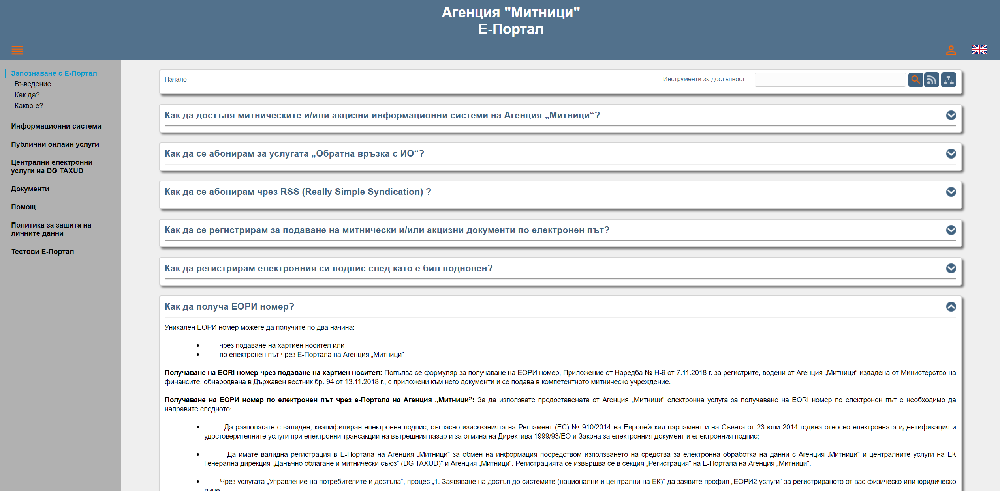 Агенция "Митници"
Е-Портал
Запознаване с Е-Портал
Въведение
Как да?
Какво е?
Информационни системи
Публични онлайн услуги
Централни електронни
услуги на DG TAXUD
Документи
Помощ
Политика за защита на
личните данни
Тестови Е-Портал
Начало
Инструменти за достъпност
Как да достъпя митническите и/или акцизни информационни системи на Агенция „Митници“?
Как да се абонирам за услугата „Обратна връзка с ИО“?
Как да се абонирам чрез RSS (Really Simple Syndication) ?
Как да се регистрирам за подаване на митнически и/или акцизни документи по електронен път?
Как да регистрирам електронния си подпис след като е бил подновен?
Как да получа ЕОРИ номер?
Уникален ЕОРИ номер можете да получите по два начина:
• чрез подаване на хартиен носител или
• по електронен път чрез Е-Портала на Агенция „Митници”
Получаване на EORI номер чрез подаване на хартиен носител: Попълва се формуляр за получаване на ЕОРИ номер, Приложение от Наредба № Н-9 от 7.11.2018 г. за регистрите, водени от Агенция „Митници“ издадена от Министерство на
финансите, обнародвана в Държавен вестник бр. 94 от 13.11.2018 г., с приложени към него документи и се подава в компетентното митническо учреждение.
Получаване на ЕОРИ номер по електронен път чрез е-Портала на Агенция „Митници”: За да използвате предоставената от Агенция „Митници” електронна услуга за получаване на EORI номер по електронен път е необходимо да
направите следното:
• Да разполагате с валиден, квалифициран електронен подпис, съгласно изискванията на Регламент (ЕС) № 910/2014 на Европейския парламент и на Съвета от 23 юли 2014 година относно електронната идентификация и
удостоверителните услуги при електронни трансакции на вътрешния пазар и за отмяна на Директива 1999/93/ЕО и Закона за електронния документ и електронния подпис;
• Да имате валидна регистрация в Е-Портала на Агенция „Митници“ за обмен на информация посредством използването на средства за електронна обработка на данни с Агенция ‚Митници“ и централните услуги на ЕК
Генерална дирекция „Данъчно облагане и митнически съюз“ (DG TAXUD)“ и Агенция „Митници“. Регистрацията се извършва се в секция „Регистрация“ на Е-Портала на Агенция „Митници“.
• Чрез услугата „Управление на потребителите и достъпа“, процес „1. Заявяване на достъп до системите (национални и централни на ЕК)“ да заявите профил „ЕОРИ2 услуги“ за регистрираното от вас физическо или юридическо